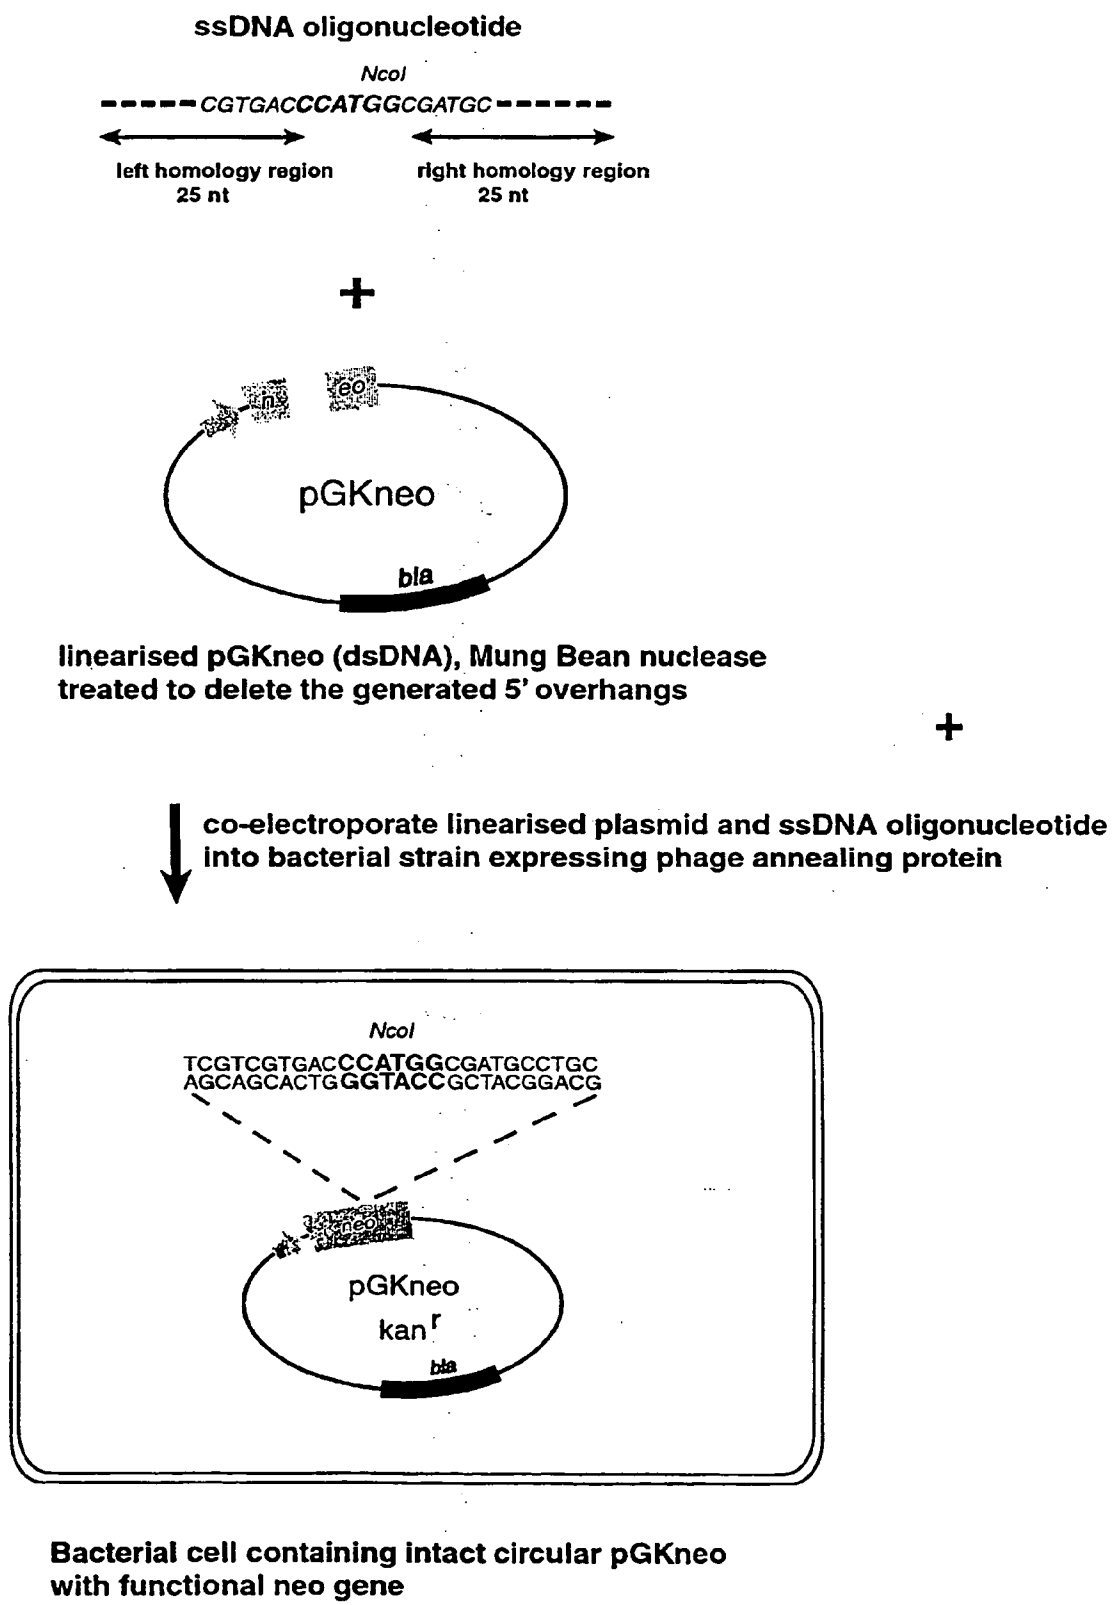 ssDNA oligonucleotide
NcoI
CGTGACCCATGGCGATGC
left homology region
25 nt
right homology region
25 nt
+
n
eo
pGKneo
bla
linearised pGKneo (dsDNA), Mung Bean nuclease
treated to delete the generated 5' overhangs
+
co-electroporate linearised plasmid and ssDNA oligonucleotide
into bacterial strain expressing phage annealing protein
NcoI
TCGTCGTGACCCATGGCGATGCCTGC
AGCAGCACTGGGTACCGCTACGGACG
neo
pGKneo
kan r
bla
Bacterial cell containing intact circular pGKneo
with functional neo gene